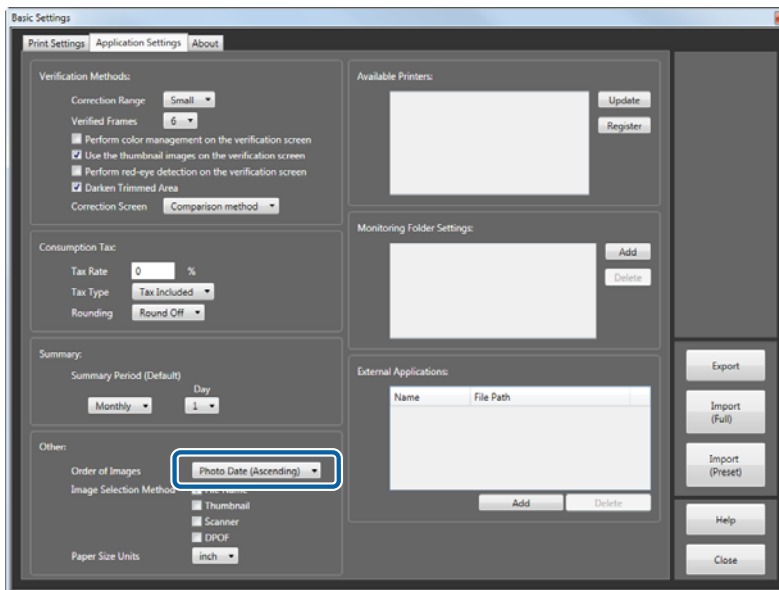 Basic Settings
Print Settings Application Settings About
Verification Methods:
Correction Range Small
Verified Frames 6
Perform color management on the verification screen
Use the thumbnail images on the verification screen
Perform red-eye detection on the verification screen
Darken Trimmed Area
Correction Screen Comparison method
Consumption Tax:
Tax Rate 0 %
Tax Type Tax Included
Rounding Round Off
Summary:
Summary Period (Default)
Day
Monthly 1
Other:
Order of Images Photo Date (Ascending)
Image Selection Method File Name
Thumbnail
Scanner
DPOF
Paper Size Units inch
Available Printers:
Update
Register
Monitoring Folder Settings:
Add
Delete
External Applications:
Name File Path
Add Delete
Export
Import
(Full)
Import
(Preset)
Help
Close